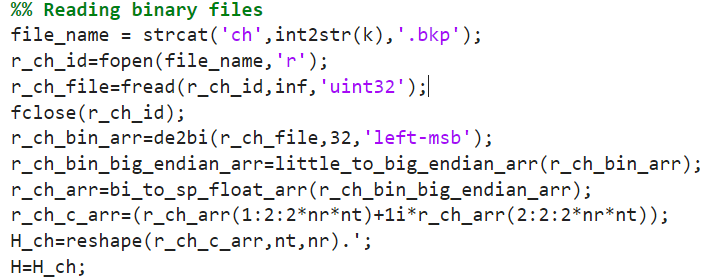 %% Reading binary files
file_name = strcat('ch',int2str(k),'.bkp');
r_ch_id=fopen(file_name,'r');
r_ch_file=fread(r_ch_id,inf,'uint32');
fclose(r_ch_id);
r_ch_bin_arr=de2bi(r_ch_file,32,'left-msb');
r_ch_bin_big_endian_arr=little_to_big_endian_arr(r_ch_bin_arr);
r_ch_arr=bi_to_sp_float_arr(r_ch_bin_big_endian_arr);
r_ch_c_arr=(r_ch_arr(1:2:2*nr*nt)+1i*r_ch_arr(2:2:2*nr*nt));
H_ch=reshape(r_ch_c_arr,nt,nr).';
H=H_ch;